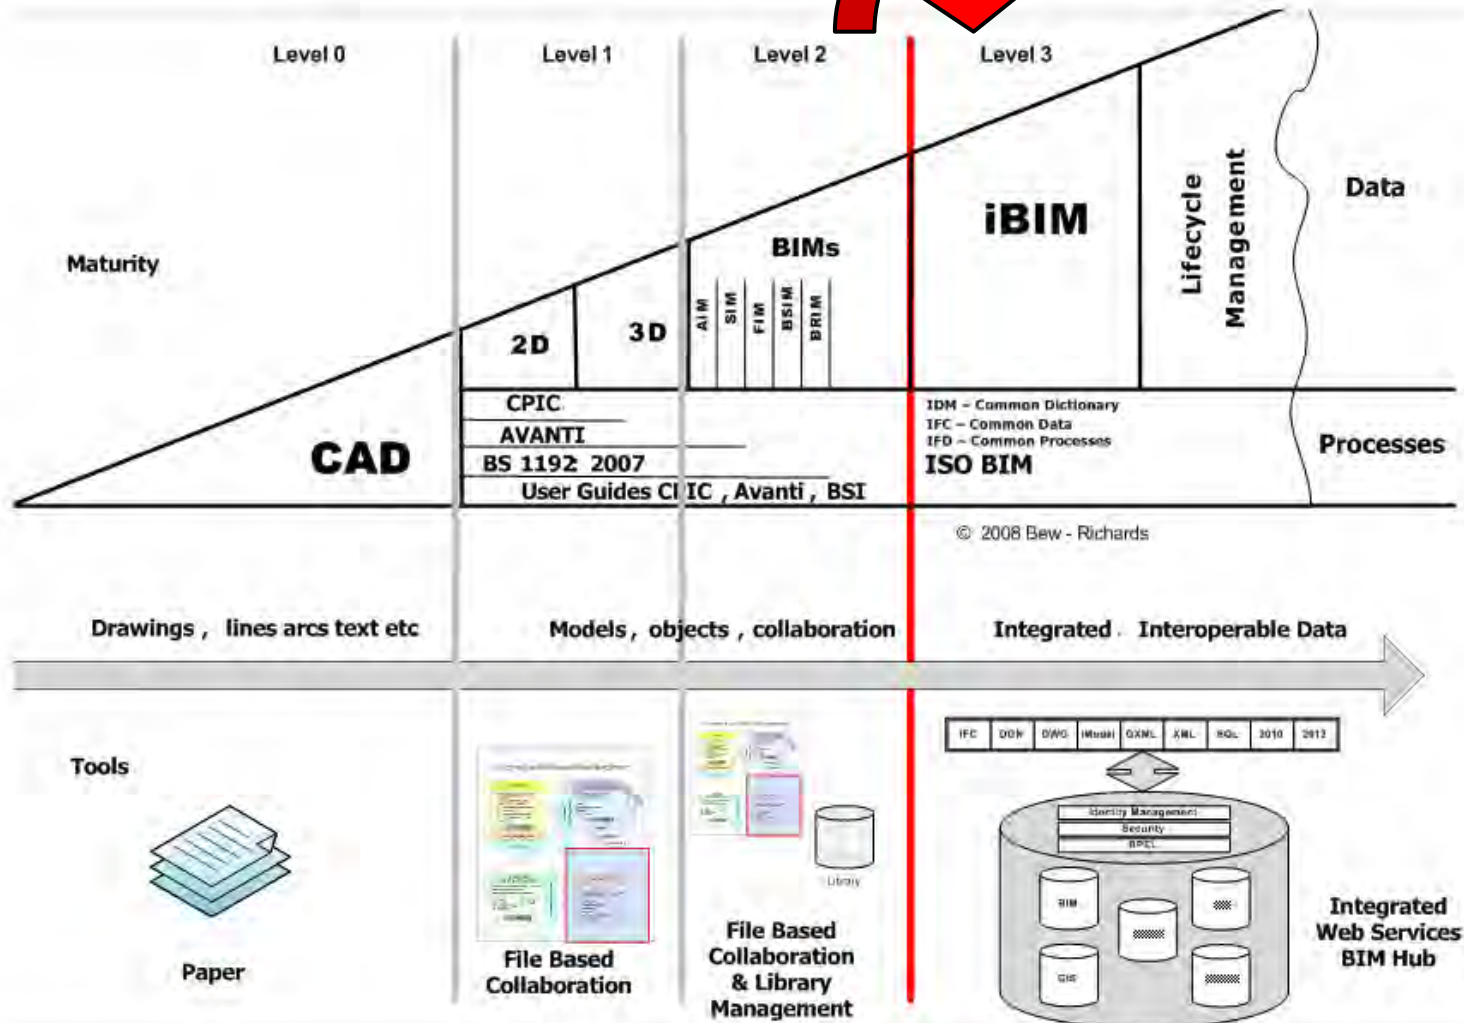 Level 0
Level 1
Level 2
Level 3
Maturity
2D
3D
BIMs
AIM
SIM
FIM
BSIM
BRIM
iBIM
Lifecycle
Management
Data
CAD
CPIC
AVANTI
BS 1192: 2007
User Guides CPIC , Avanti , BSI
IDM – Common Dictionary
IFC – Common Data
IFD – Common Processes
ISO BIM
Processes
© 2008 Bew - Richards
Drawings , lines arcs text etc
Models , objects , collaboration
Integrated , Interoperable Data
Tools
Paper
File Based
Collaboration
Library
File Based
Collaboration
& Library
Management
IFC DGN DWG iModel GXML XML SQL 2010 2012
Identity Management
Security
BPEL
BIM
GIS
Integrated
Web Services
BIM Hub